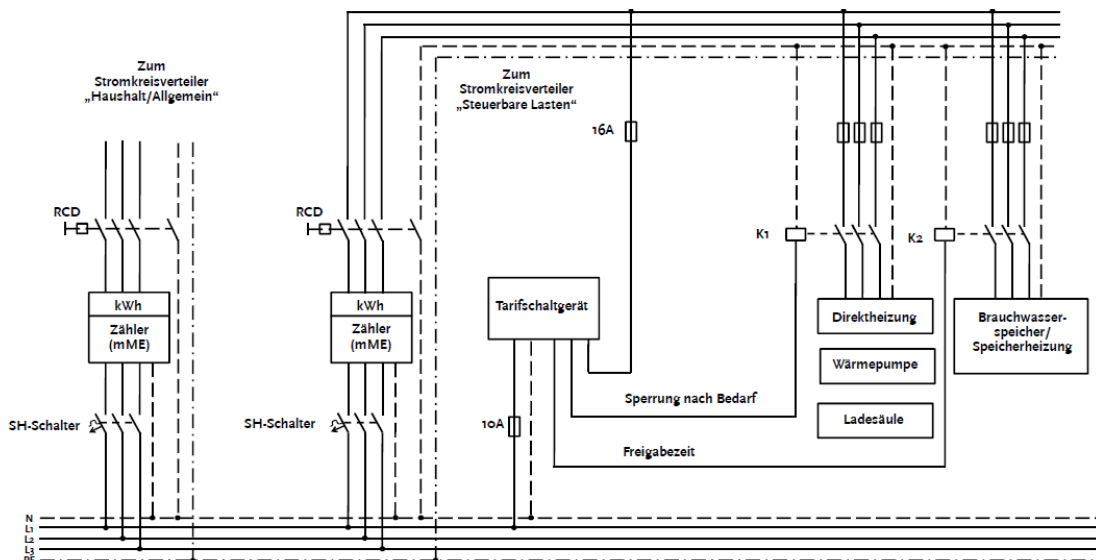 Zum
Stromkreisverteiler
„Haushalt/Allgemein“
Zum
Stromkreisverteiler
„Steuerbare Lasten“
16A
RCD
RCD
K1
K2
kWh
Zähler
(mME)
kWh
Zähler
(mME)
Tarifschaltgerät
Direktheizung
Brauchwasser-
speicher/
Speicherheizung
Wärmepumpe
Sperrung nach Bedarf
Ladesäule
SH-Schalter
SH-Schalter
10A
Freigabezeit
N
L1
L2
L3
PE